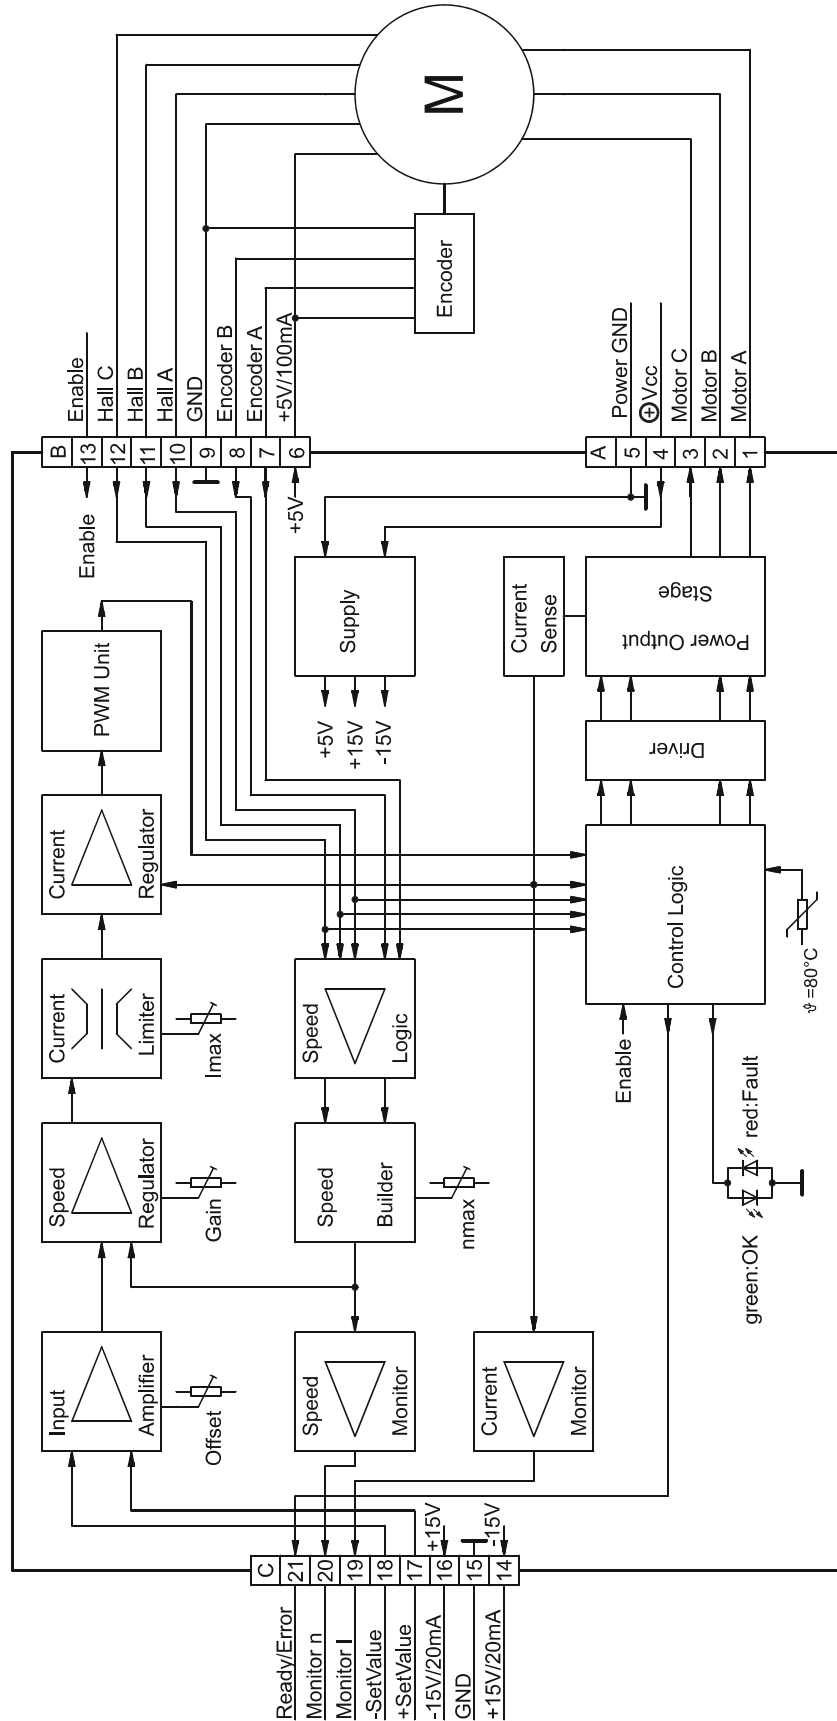 Input
Amplifier
Offset
Speed
Regulator
Gain
Current
Limiter
Imax
Current
Regulator
PWM Unit
Enable
Speed
Monitor
Speed
Builder
nmax
Speed
Logic
+5V
+15V
-15V
Supply
+5V
Current
Monitor
Current
Sense
Enable
Control Logic
ϑ =80°C
Driver
Power Output
Stage
green:OK
red:Fault
C
21
20
19
18
17
16
15
14
Ready/Error
Monitor n
Monitor I
-SetValue
+SetValue
-15V/20mA
GND
+15V/20mA
+15V
-15V
B
13
12
11
10
9
8
7
6
Enable
Hall C
Hall B
Hall A
GND
Encoder B
Encoder A
+5V/100mA
A
5
4
3
2
1
Power GND
+Vcc
Motor C
Motor B
Motor A
Encoder
M